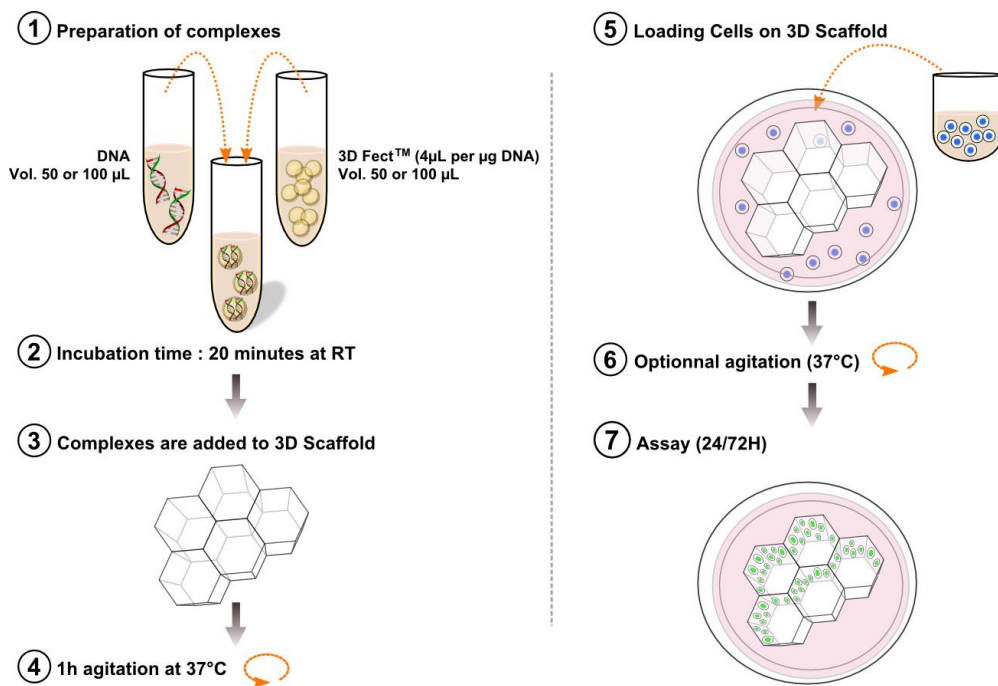 1 Preparation of complexes
DNA
Vol. 50 or 100 µL
3D Fect™ (4µL per µg DNA)
Vol. 50 or 100 µL
2 Incubation time : 20 minutes at RT
3 Complexes are added to 3D Scaffold
4 1h agitation at 37°C
5 Loading Cells on 3D Scaffold
6 Optionnal agitation (37°C)
7 Assay (24/72H)